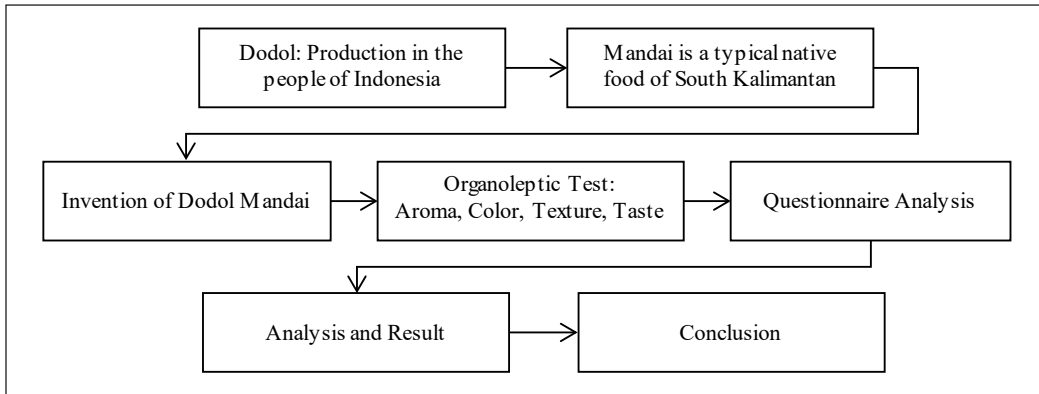 Dodol: Production in the
people of Indonesia
Mandai is a typical native
food of South Kalimantan
Invention of Dodol Mandai
Organoleptic Test:
Aroma, Color, Texture, Taste
Questionnaire Analysis
Analysis and Result
Conclusion